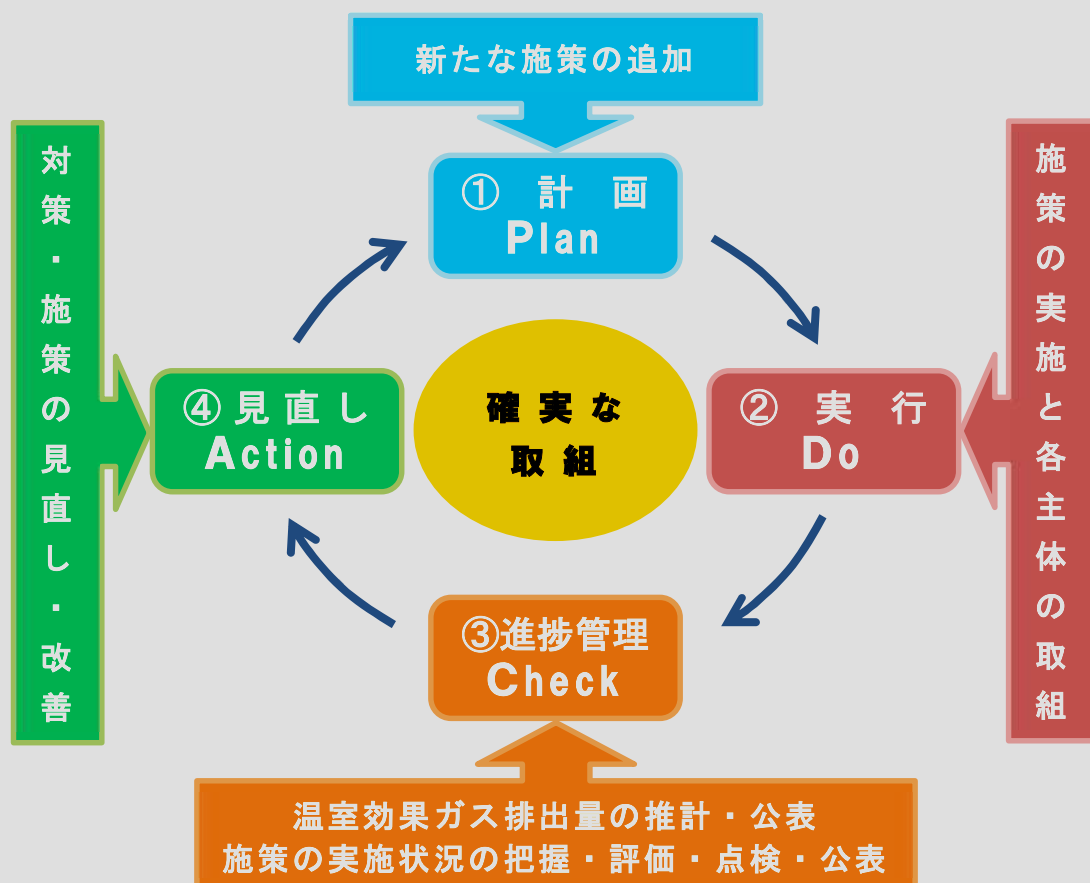 新たな施策の追加
① 計 画
Plan
対策・施策の見直し・改善
施策の実施と各主体の取組
④ 見直し
Action
確実な
取組
② 実 行
Do
③進捗管理
Check
温室効果ガス排出量の推計・公表
施策の実施状況の把握・評価・点検・公表